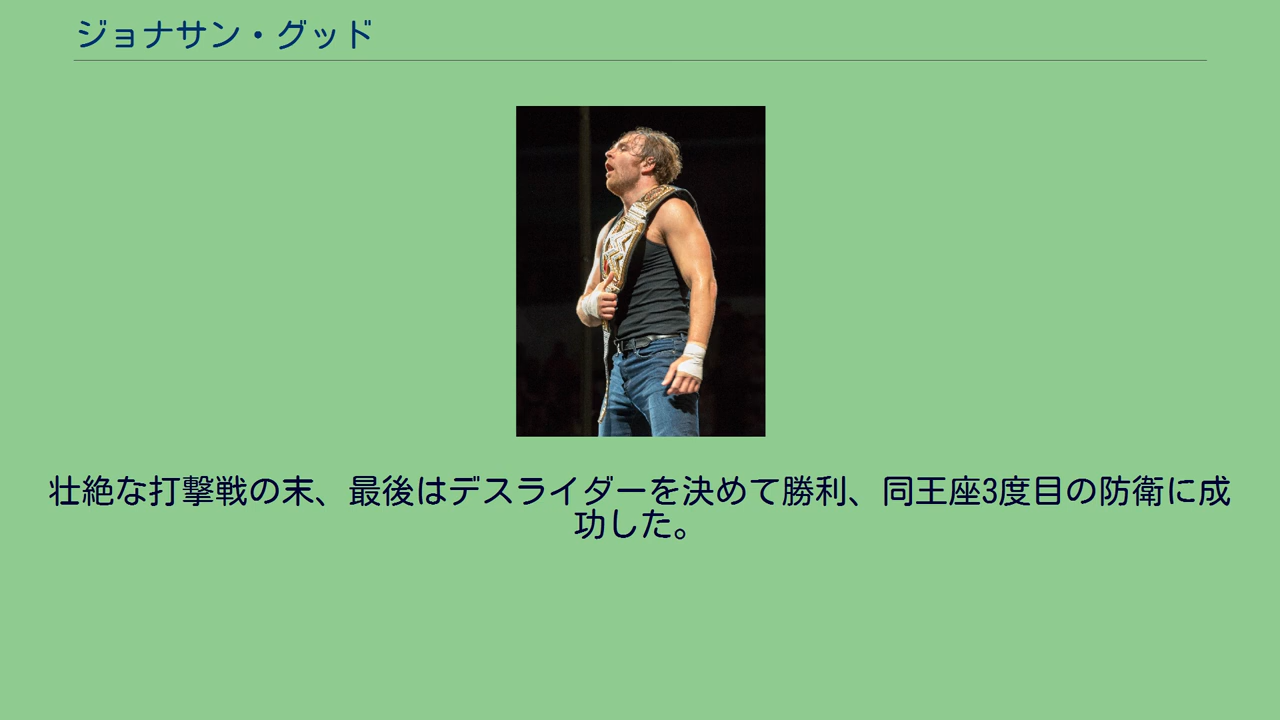 ジョナサン・グッド
壮絶な打撃戦の末、最後はデスライダーを決めて勝利、同王座3度目の防衛に成
功した。